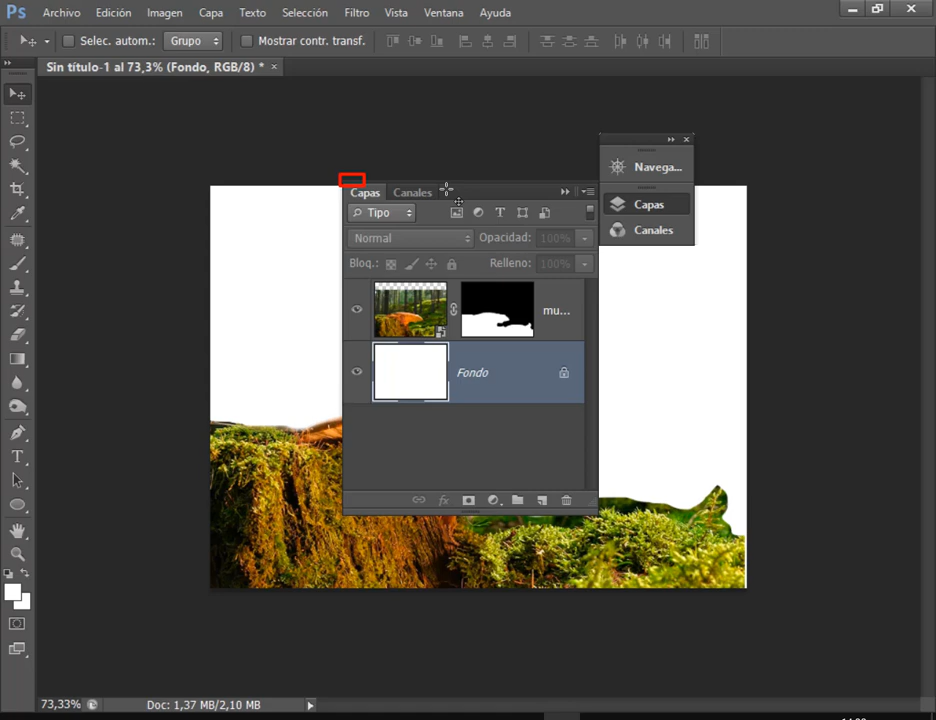 Ps Archivo Edición Imagen Capa Texto Selección Filtro Vista Ventana Ayuda
Selec. autom.: Grupo Mostrar contr. transf.
Sin título-1 al 73,3% (Fondo, RGB/8) *
Navega...
Capas Canales
Capas
Tipo
Canales
Normal Opacidad: 100%
Bloq.: Relleno: 100%
mu...
Fondo
fx
73,33% Doc: 1,37 MB/2,10 MB